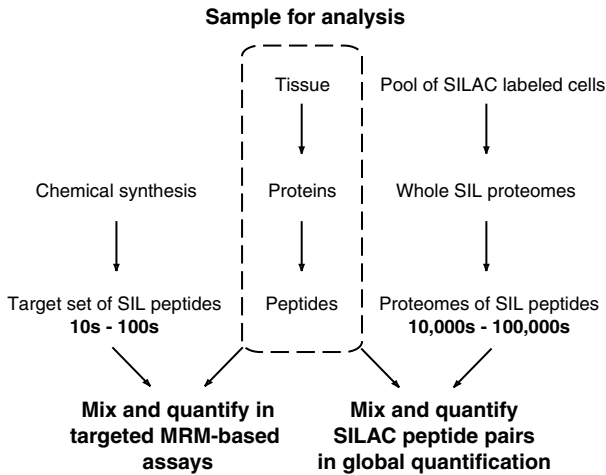 Sample for analysis
Tissue
Pool of SILAC labeled cells
Chemical synthesis
Proteins
Whole SIL proteomes
Target set of SIL peptides
10s - 100s
Peptides
Proteomes of SIL peptides
10,000s - 100,000s
Mix and quantify in
targeted MRM-based
assays
Mix and quantify
SILAC peptide pairs
in global quantification